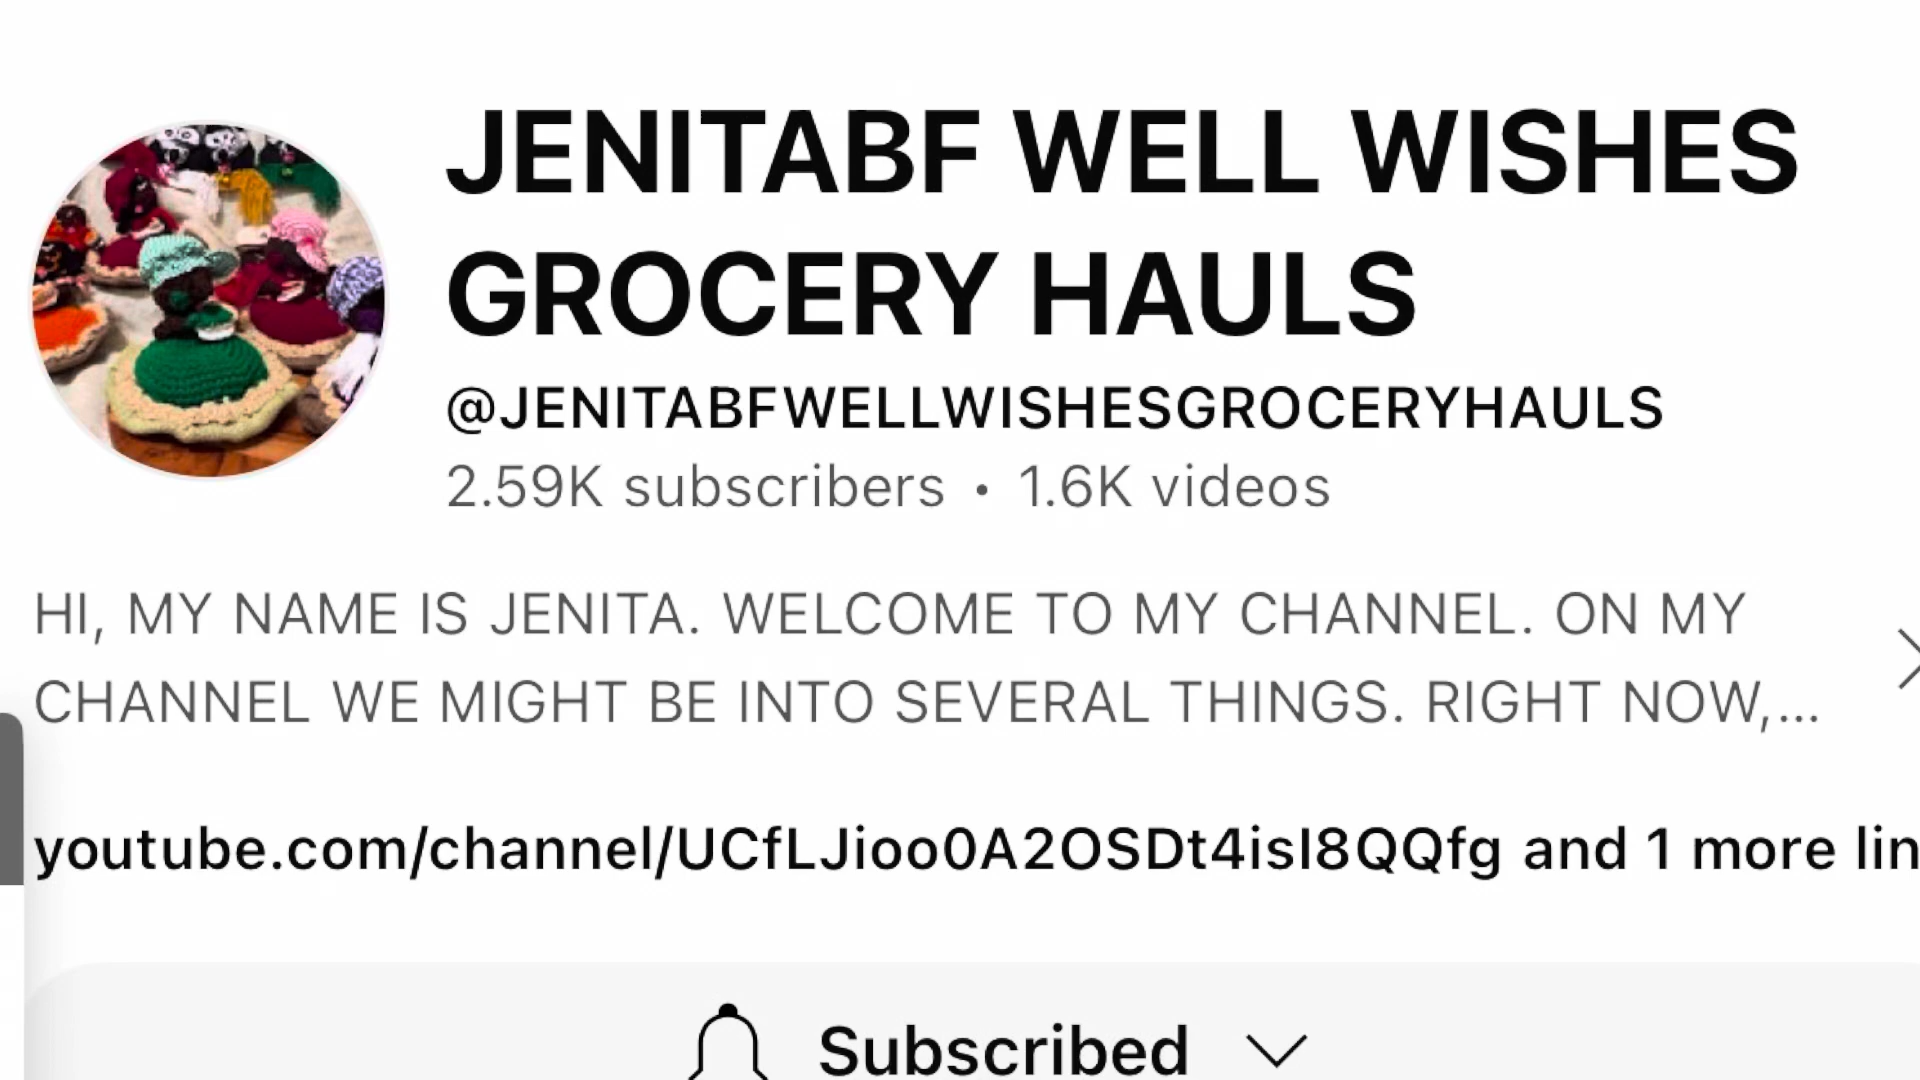 JENITABF WELL WISHES
GROCERY HAULS
@JENITABFWELLWISHESGROCERYHAULS
2.59K subscribers • 1.6K videos
HI, MY NAME IS JENITA. WELCOME TO MY CHANNEL. ON MY
CHANNEL WE MIGHT BE INTO SEVERAL THINGS. RIGHT NOW,...
youtube.com/channel/UCfLJioo0A2OSDt4isI8QQfg and 1 more lin
Subscribed